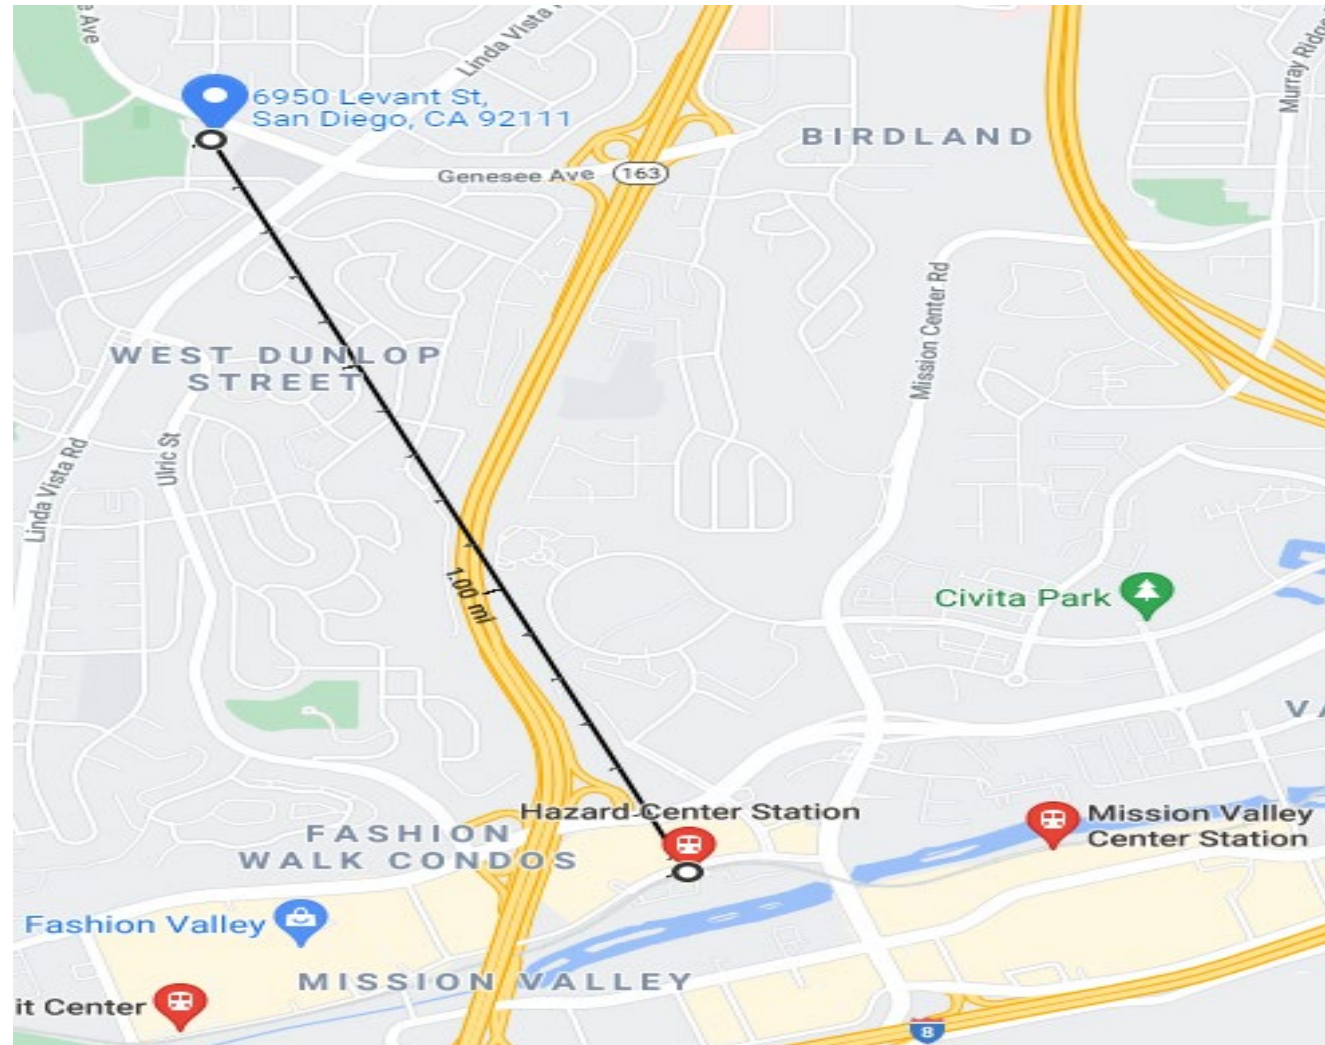 Ave
Linda Vista
Murray Ridge
6950 Levant St,
San Diego, CA 92111
BIRDLAND
Genesee Ave
163
Mission Center Rd
WEST DUNLOP
STREET
Ulric St
Linda Vista Rd
1.00 mi
Civita Park
Hazard Center Station
Mission Valley
Center Station
FASHION
WALK CONDOS
Fashion Valley
MISSION VALLEY
it Center
8